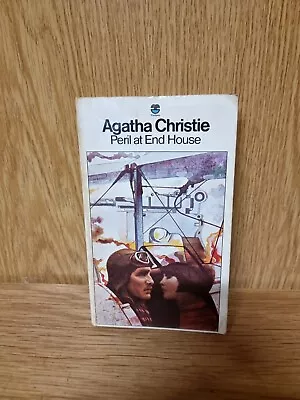 Agatha Christie
Peril at End House